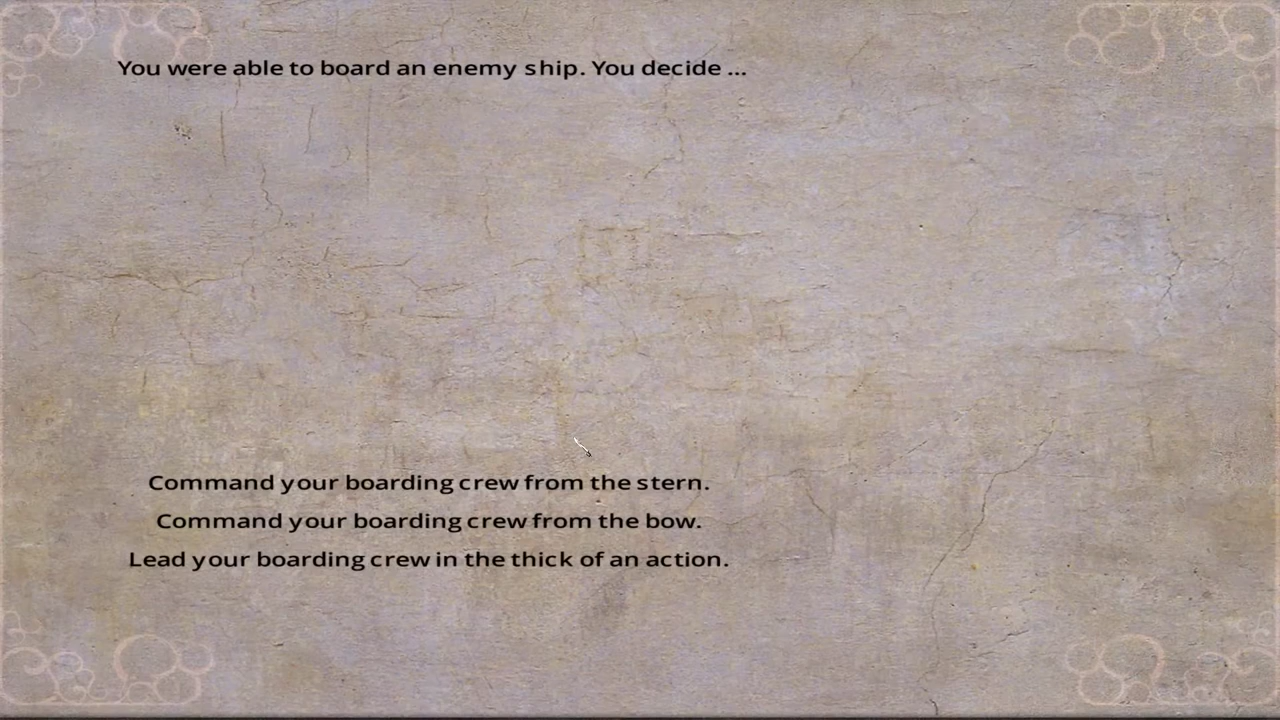 You were able to board an enemy ship. You decide ...
Command your boarding crew from the stern.
Command your boarding crew from the bow.
Lead your boarding crew in the thick of an action.